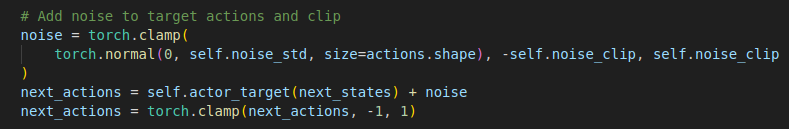 # Add noise to target actions and clip
noise = torch.clamp(
torch.normal(0, self.noise_std, size=actions.shape), -self.noise_clip, self.noise_clip
)
next_actions = self.actor_target(next_states) + noise
next_actions = torch.clamp(next_actions, -1, 1)